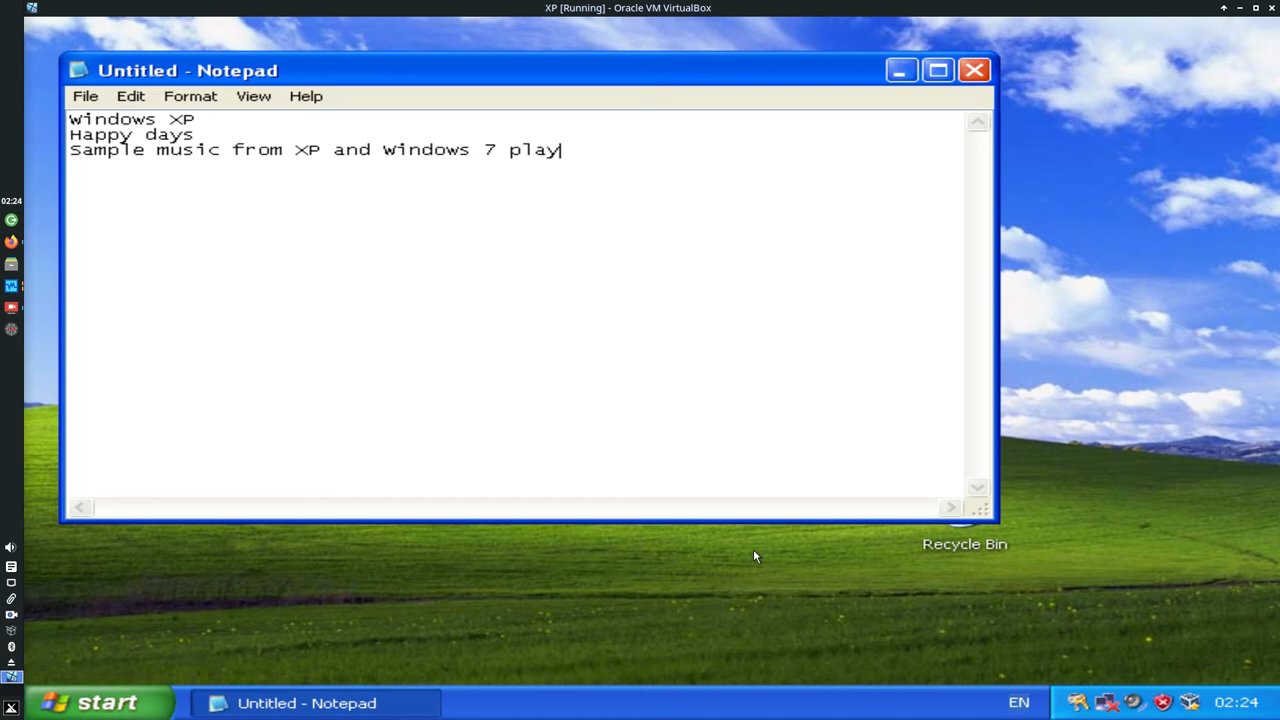 XP [Running] - Oracle VM VirtualBox
Untitled - Notepad
File Edit Format View Help
Windows XP
Happy days
Sample music from XP and Windows 7 play
02:24
Recycle Bin
start
Untitled - Notepad
EN
02:24